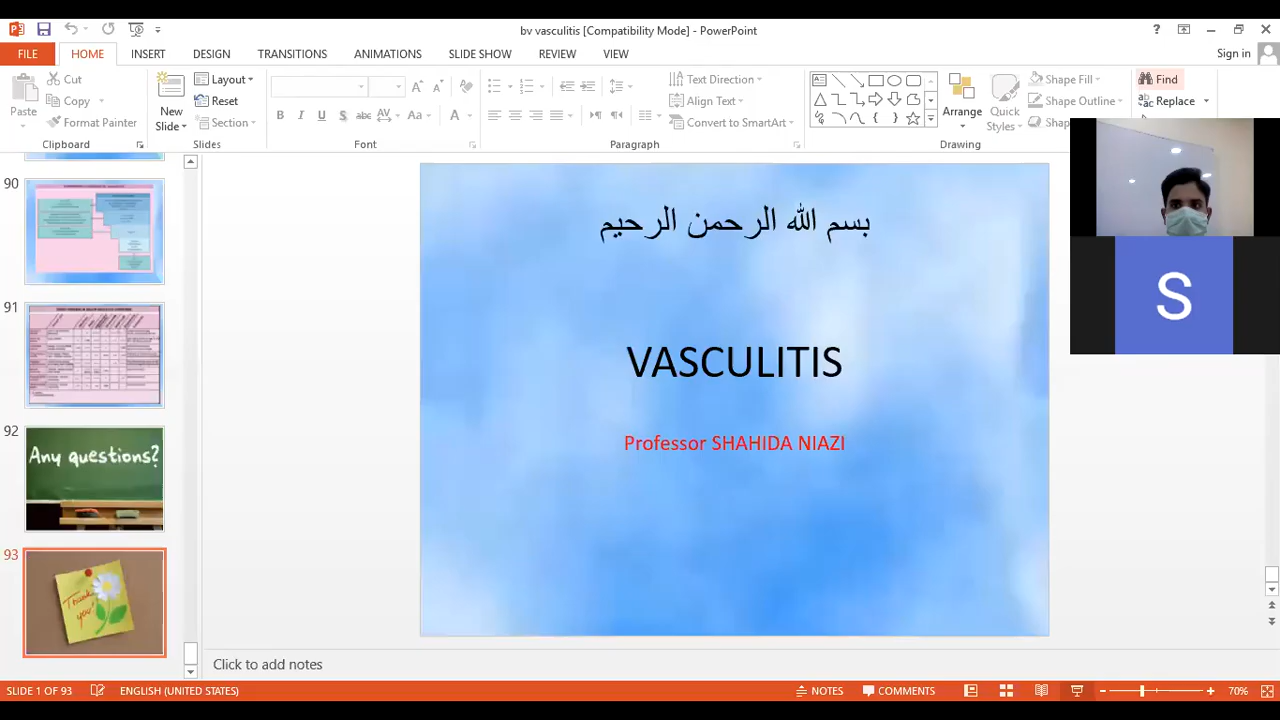 bv vasculitis [Compatibility Mode] - PowerPoint
Sign in
FILE HOME INSERT DESIGN TRANSITIONS ANIMATIONS SLIDE SHOW REVIEW VIEW
Paste
Cut
Copy
Format Painter
Clipboard
New
Slide
Layout
Reset
Section
Slides
Font
Text Direction
Align Text
Convert to SmartArt
Paragraph
Arrange
Quick
Styles
Shape Fill
Shape Outline
Drawing
Find
Replace
90
91
92
Any questions?
93
Thank
you!
بسم الله الرحمن الرحيم
VASCULITIS
Professor SHAHIDA NIAZI
S
Click to add notes
SLIDE 1 OF 93 ENGLISH (UNITED STATES) NOTES COMMENTS 70%